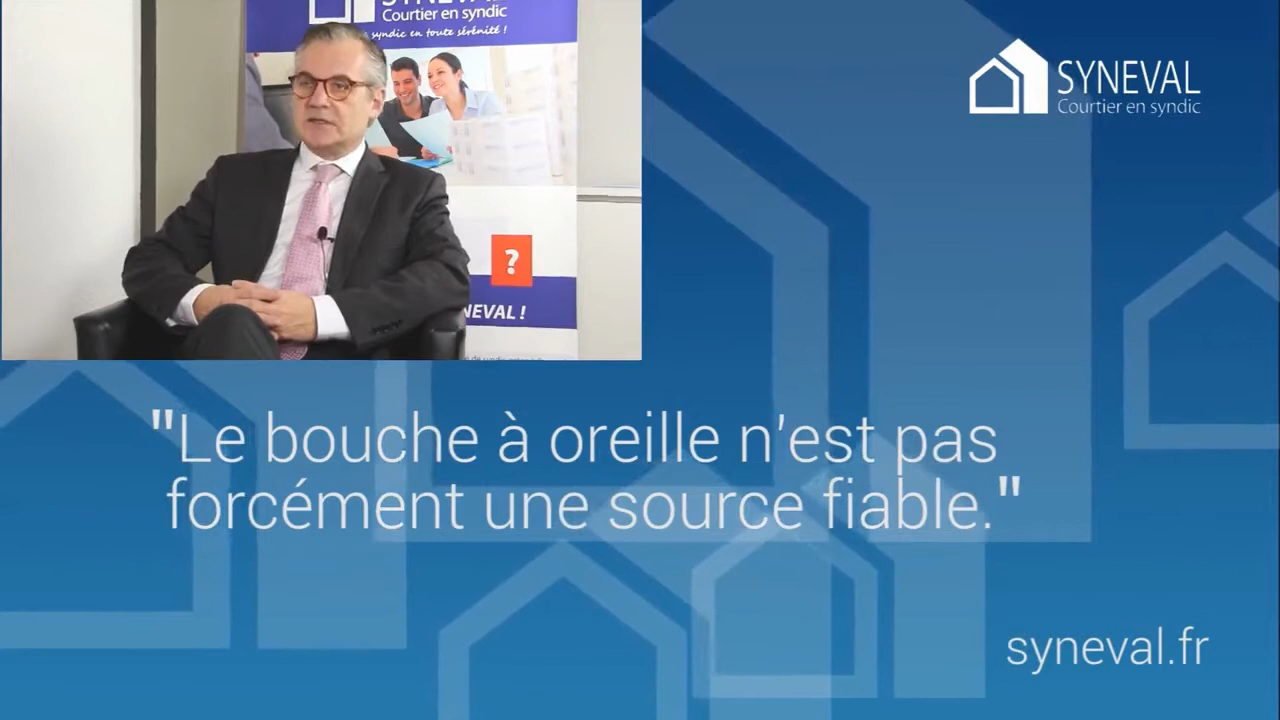 Courtier en syndic
syndic en toute sérénité !
?
NEVAL !
SYNEVAL
Courtier en syndic
"Le bouche à oreille n'est pas
forcément une source fiable."
syneval.fr